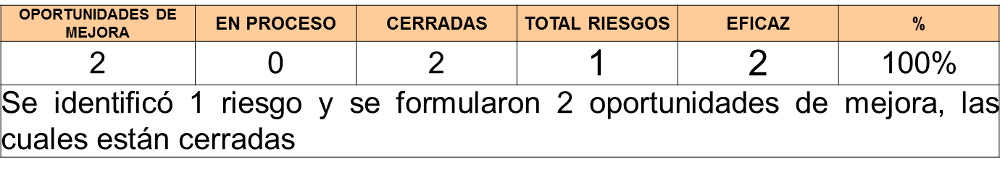 OPORTUNIDADES DE MEJORA EN PROCESO CERRADAS TOTAL RIESGOS EFICAZ %
2 0 2 1 2 100%
Se identificó 1 riesgo y se formularon 2 oportunidades de mejora, las
cuales están cerradas